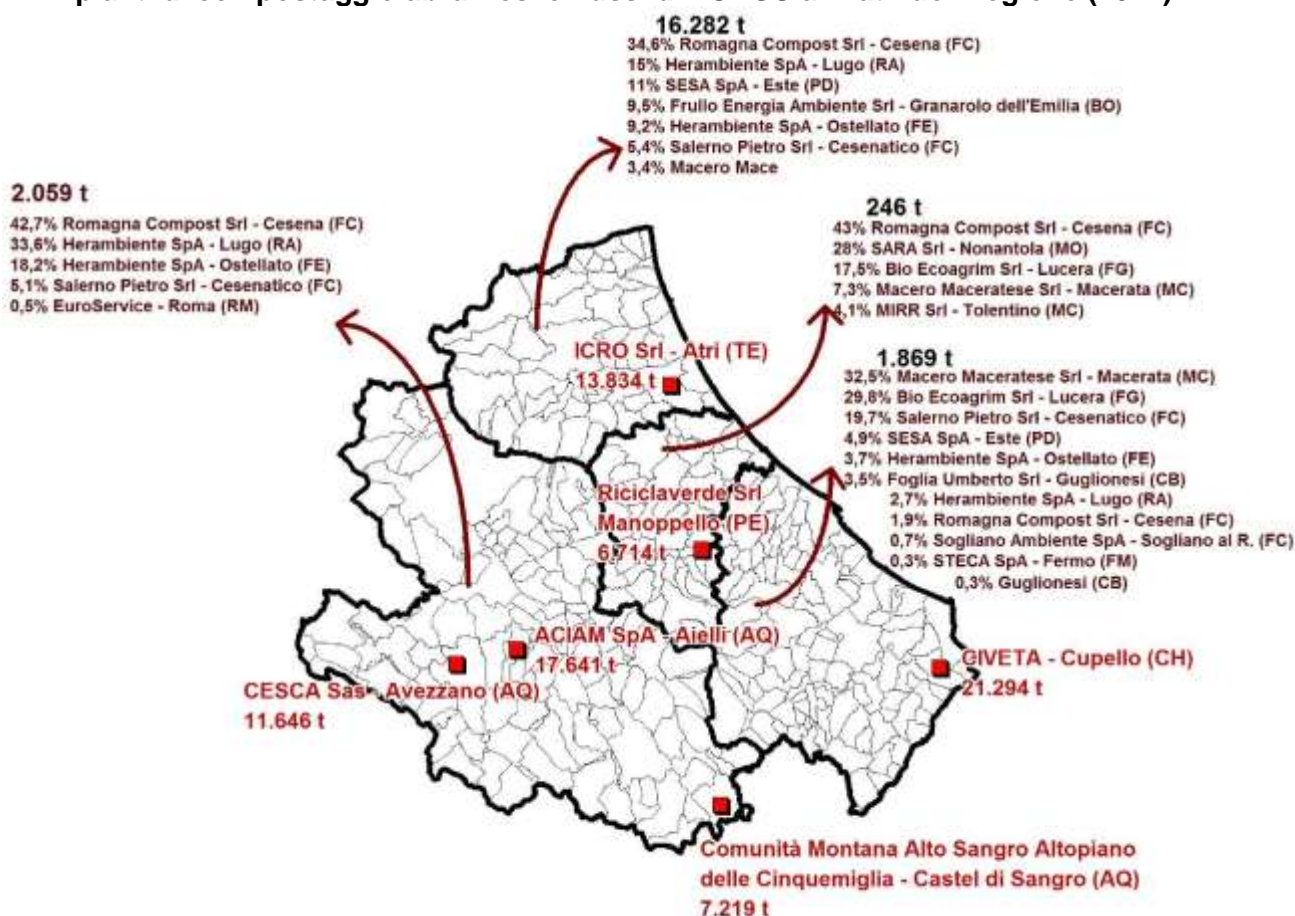 16.282 t
34,6% Romagna Compost Srl - Cesena (FC)
15% Herambiente SpA - Lugo (RA)
11% SESA SpA - Este (PD)
9,5% Frullo Energia Ambiente Srl - Granarolo dell'Emilia (BO)
9,2% Herambiente SpA - Ostellato (FE)
5,4% Salerno Pietro Srl - Cesenatico (FC)
3,4% Macero Mace
2.059 t
42,7% Romagna Compost Srl - Cesena (FC)
33,6% Herambiente SpA - Lugo (RA)
18,2% Herambiente SpA - Ostellato (FE)
5,1% Salerno Pietro Srl - Cesenatico (FC)
0,5% EuroService - Roma (RM)
246 t
43% Romagna Compost Srl - Cesena (FC)
28% SARA Srl - Nonantola (MO)
17,5% Bio Ecoagrim Srl - Lucera (FG)
7,3% Macero Maceratese Srl - Macerata (MC)
4,1% MIRR Srl - Tolentino (MC)
1.869 t
32,5% Macero Maceratese Srl - Macerata (MC)
29,8% Bio Ecoagrim Srl - Lucera (FG)
19,7% Salerno Pietro Srl - Cesenatico (FC)
4,9% SESA SpA - Este (PD)
3,7% Herambiente SpA - Ostellato (FE)
3,5% Foglia Umberto Srl - Guglionesi (CB)
2,7% Herambiente SpA - Lugo (RA)
1,9% Romagna Compost Srl - Cesena (FC)
0,7% Sogliano Ambiente SpA - Sogliano al R. (FC)
0,3% STECA SpA - Fermo (FM)
0,3% Guglionesi (CB)
ICRO Srl - Atri (TE)
13.834 t
Riciclaverde Srl
Manoppello (PE)
6.714 t
ACIAM SpA - Aielli (AQ)
17.641 t
CESCA Sas - Avezzano (AQ)
11.646 t
CIVETA - Cupello (CH)
21.294 t
Comunità Montana Alto Sangro Altopiano
delle Cinquemiglia - Castel di Sangro (AQ)
7.219 t